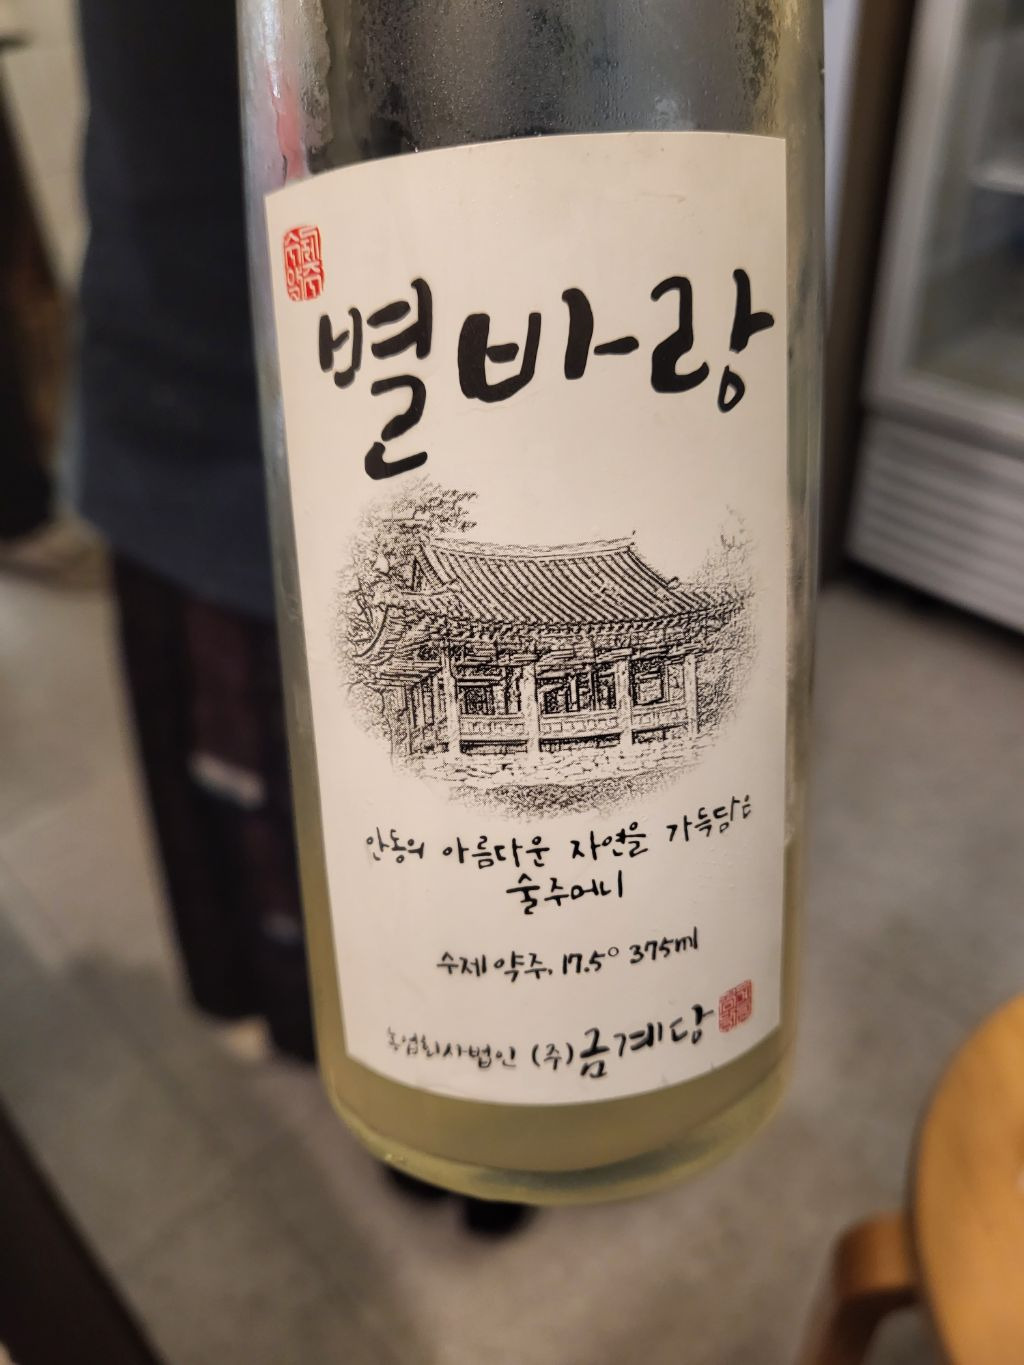 별바랑
안동의 아름다운 자연을 가득담은
술주머니
수제 약주, 17.5° 375ml
농업회사법인 (주)금계당